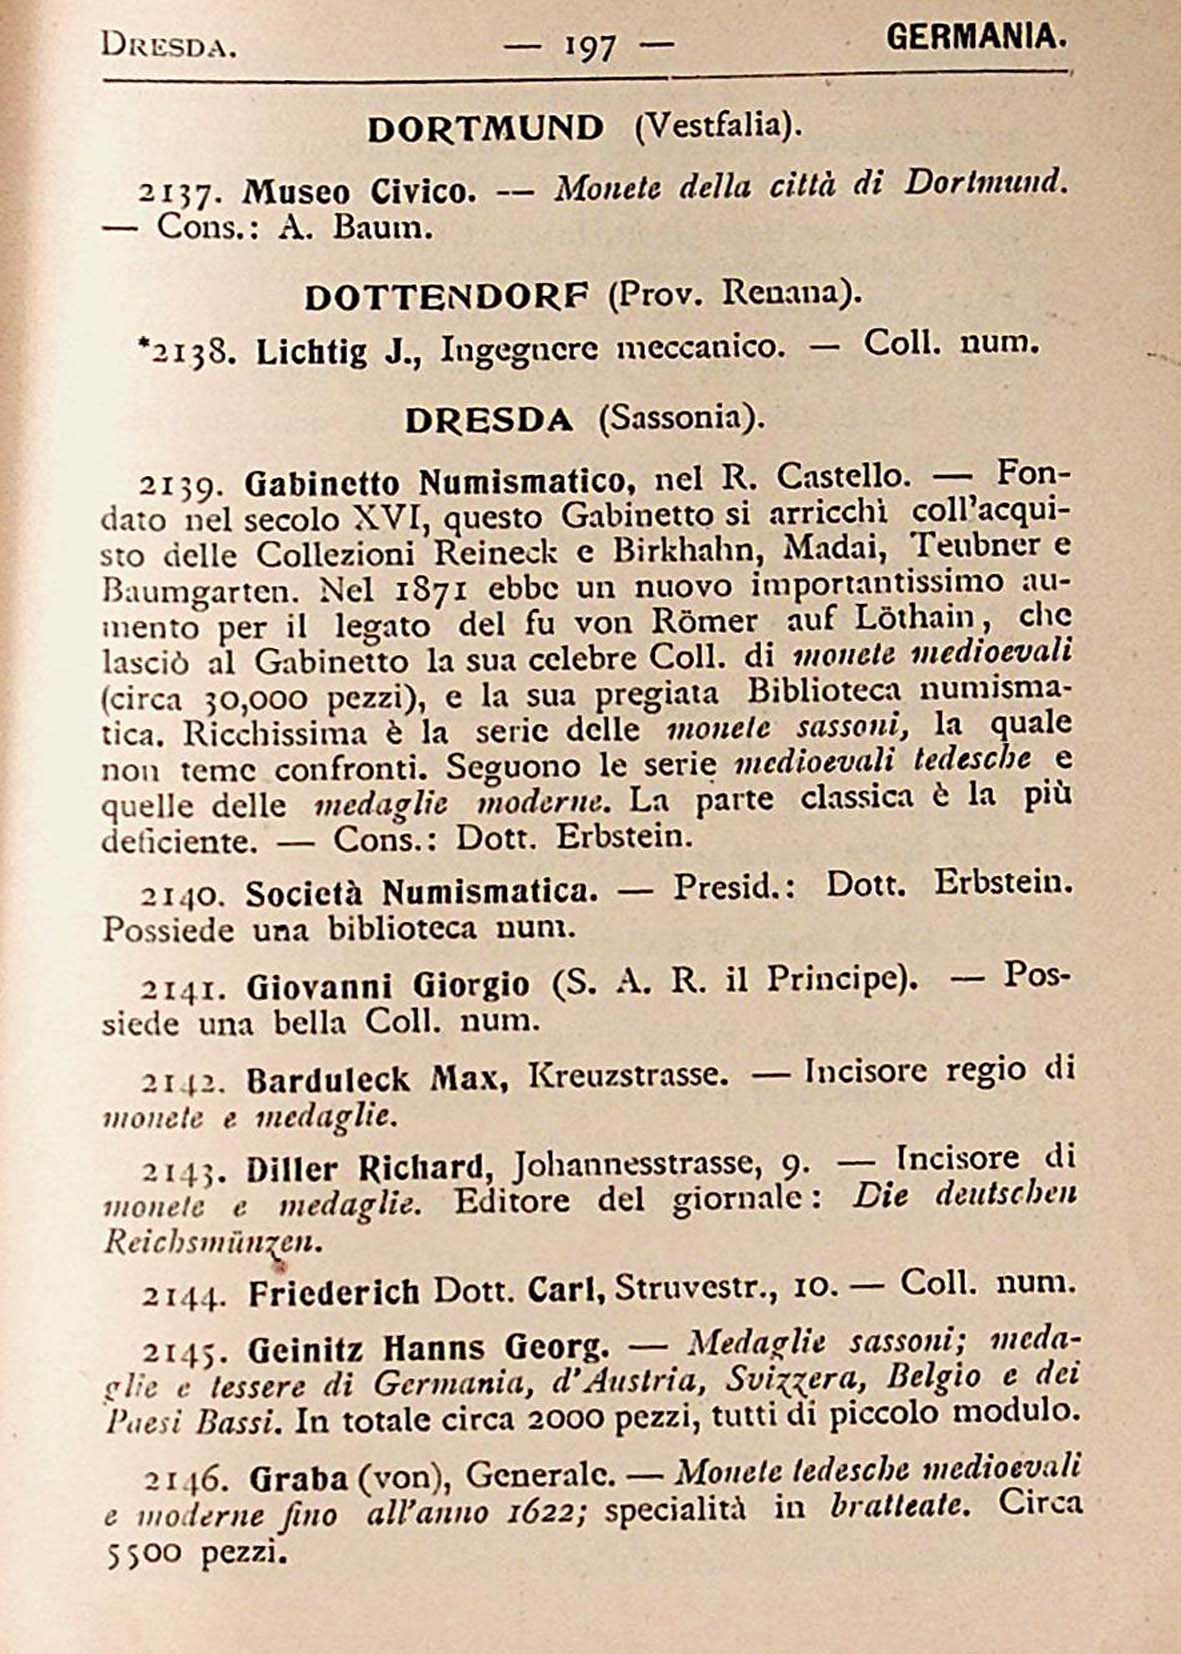 DRESDA. — 197 — GERMANIA.
DORTMUND (Vestfalia).
2137. Museo Civico. — Monete della città di Dortmund.
— Cons.: A. Baum.
DOTTENDORF (Prov. Renana).
*2138. Lichtig J., Ingegnere meccanico. — Coll. num.
DRESDA (Sassonia).
2139. Gabinetto Numismatico, nel R. Castello. — Fon-
dato nel secolo XVI, questo Gabinetto si arricchì coll'acqui-
sto delle Collezioni Reineck e Birkhahn, Madai, Teubner e
Baumgarten. Nel 1871 ebbe un nuovo importantissimo au-
mento per il legato del fu von Römer auf Löthain, che
lasciò al Gabinetto la sua celebre Coll. di monete medioevali
(circa 30,000 pezzi), e la sua pregiata Biblioteca numisma-
tica. Ricchissima è la serie delle monete sassoni, la quale
non teme confronti. Seguono le serie medioevali tedesche e
quelle delle medaglie moderne. La parte classica è la più
deficiente. — Cons.: Dott. Erbstein.
2140. Società Numismatica. — Presid.: Dott. Erbstein.
Possiede una biblioteca num.
2141. Giovanni Giorgio (S. A. R. il Principe). — Pos-
siede una bella Coll. num.
2142. Barduleck Max, Kreuzstrasse. — Incisore regio di
monete e medaglie.
2143. Diller Richard, Johannesstrasse, 9. — Incisore di
monete e medaglie. Editore del giornale: Die deutschen
Reichsmünzen.
2144. Friederich Dott. Carl, Struvestr., 10. — Coll. num.
2145. Geinitz Hanns Georg. — Medaglie sassoni; meda-
glie e tessere di Germania, d'Austria, Svizzera, Belgio e dei
Paesi Bassi. In totale circa 2000 pezzi, tutti di piccolo modulo.
2146. Graba (von), Generale. — Monete tedesche medioevali
e moderne fino all'anno 1622; specialità in bratteate. Circa
5500 pezzi.